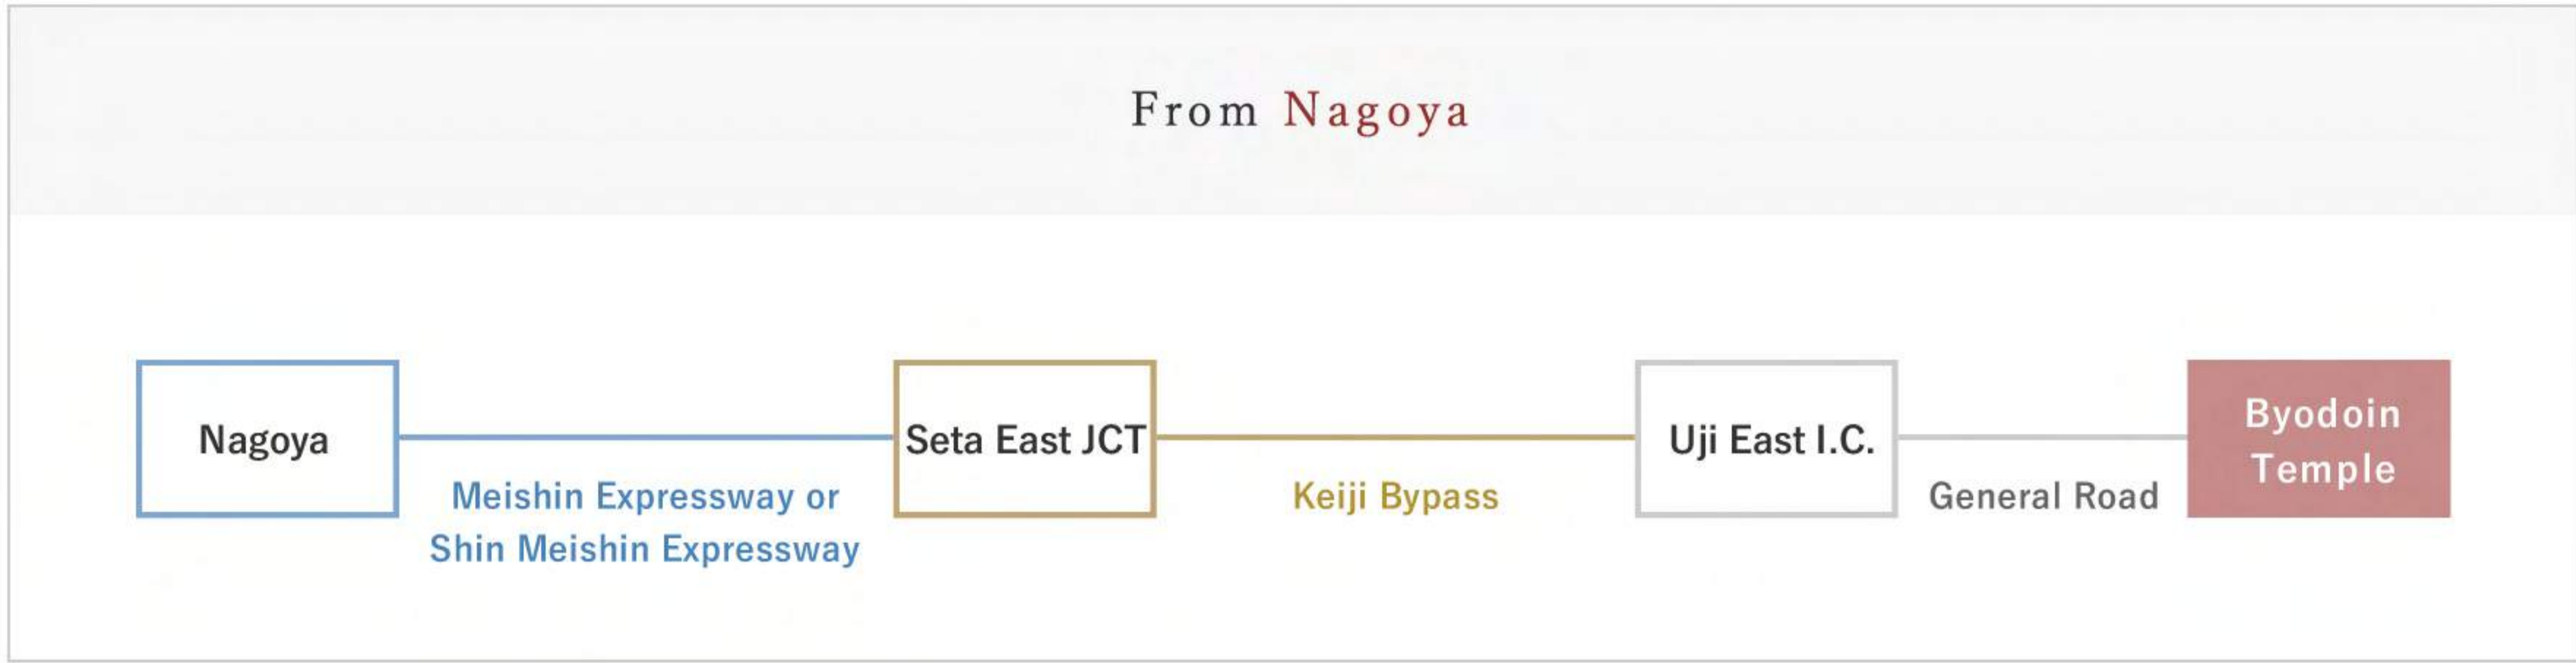 From Nagoya
Nagoya
Meishin Expressway or
Shin Meishin Expressway
Seta East JCT
Keiji Bypass
Uji East I.C.
General Road
Byodoin
Temple